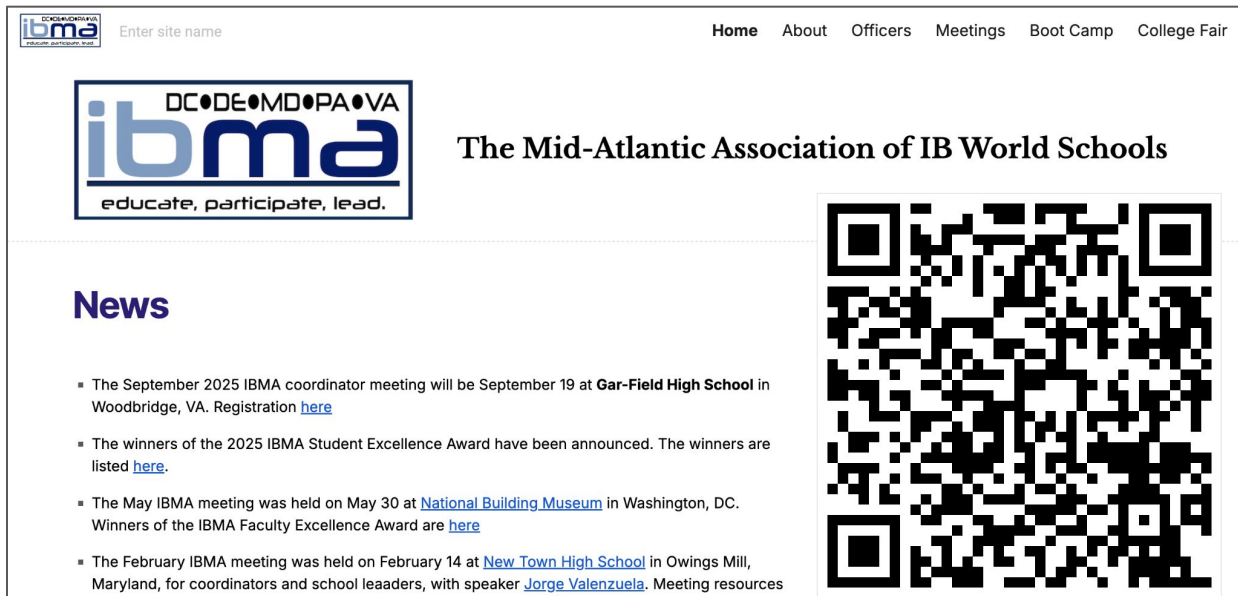 DC●DE●MD●PA●VA
ibma
educate, participate, lead.
Enter site name
Home About Officers Meetings Boot Camp College Fair
DC●DE●MD●PA●VA
ibma
educate, participate, lead.
The Mid-Atlantic Association of IB World Schools
News
The September 2025 IBMA coordinator meeting will be September 19 at Gar-Field High School in
Woodbridge, VA. Registration here
The winners of the 2025 IBMA Student Excellence Award have been announced. The winners are
listed here.
The May IBMA meeting was held on May 30 at National Building Museum in Washington, DC.
Winners of the IBMA Faculty Excellence Award are here
The February IBMA meeting was held on February 14 at New Town High School in Owings Mill,
Maryland, for coordinators and school leaaders, with speaker Jorge Valenzuela. Meeting resources